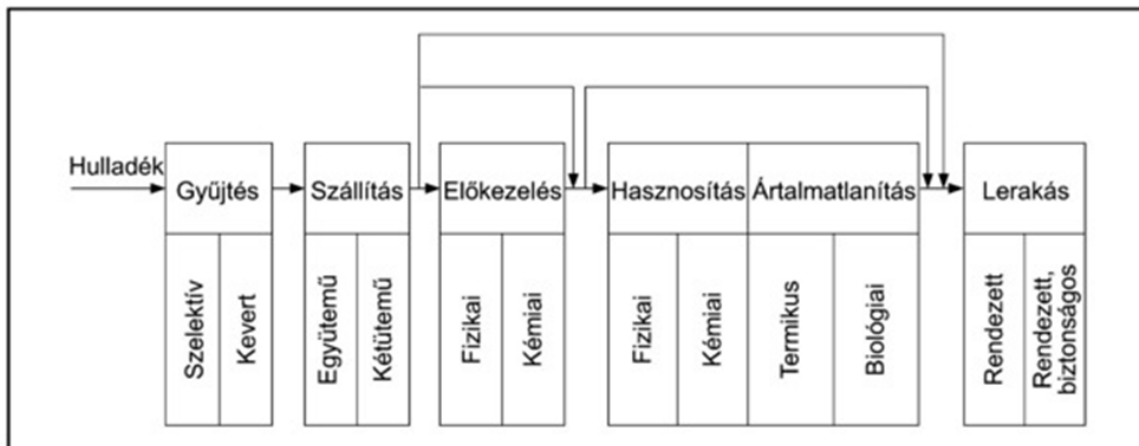 Hulladék
Gyűjtés
Szállítás
Előkezelés
Hasznosítás
Ártalmatlanítás
Lerakás
Szelektív
Kevert
Együtemű
Kétütemű
Fizikai
Kémiai
Fizikai
Kémiai
Termikus
Biológiai
Rendezett
Rendezett,
biztonságos